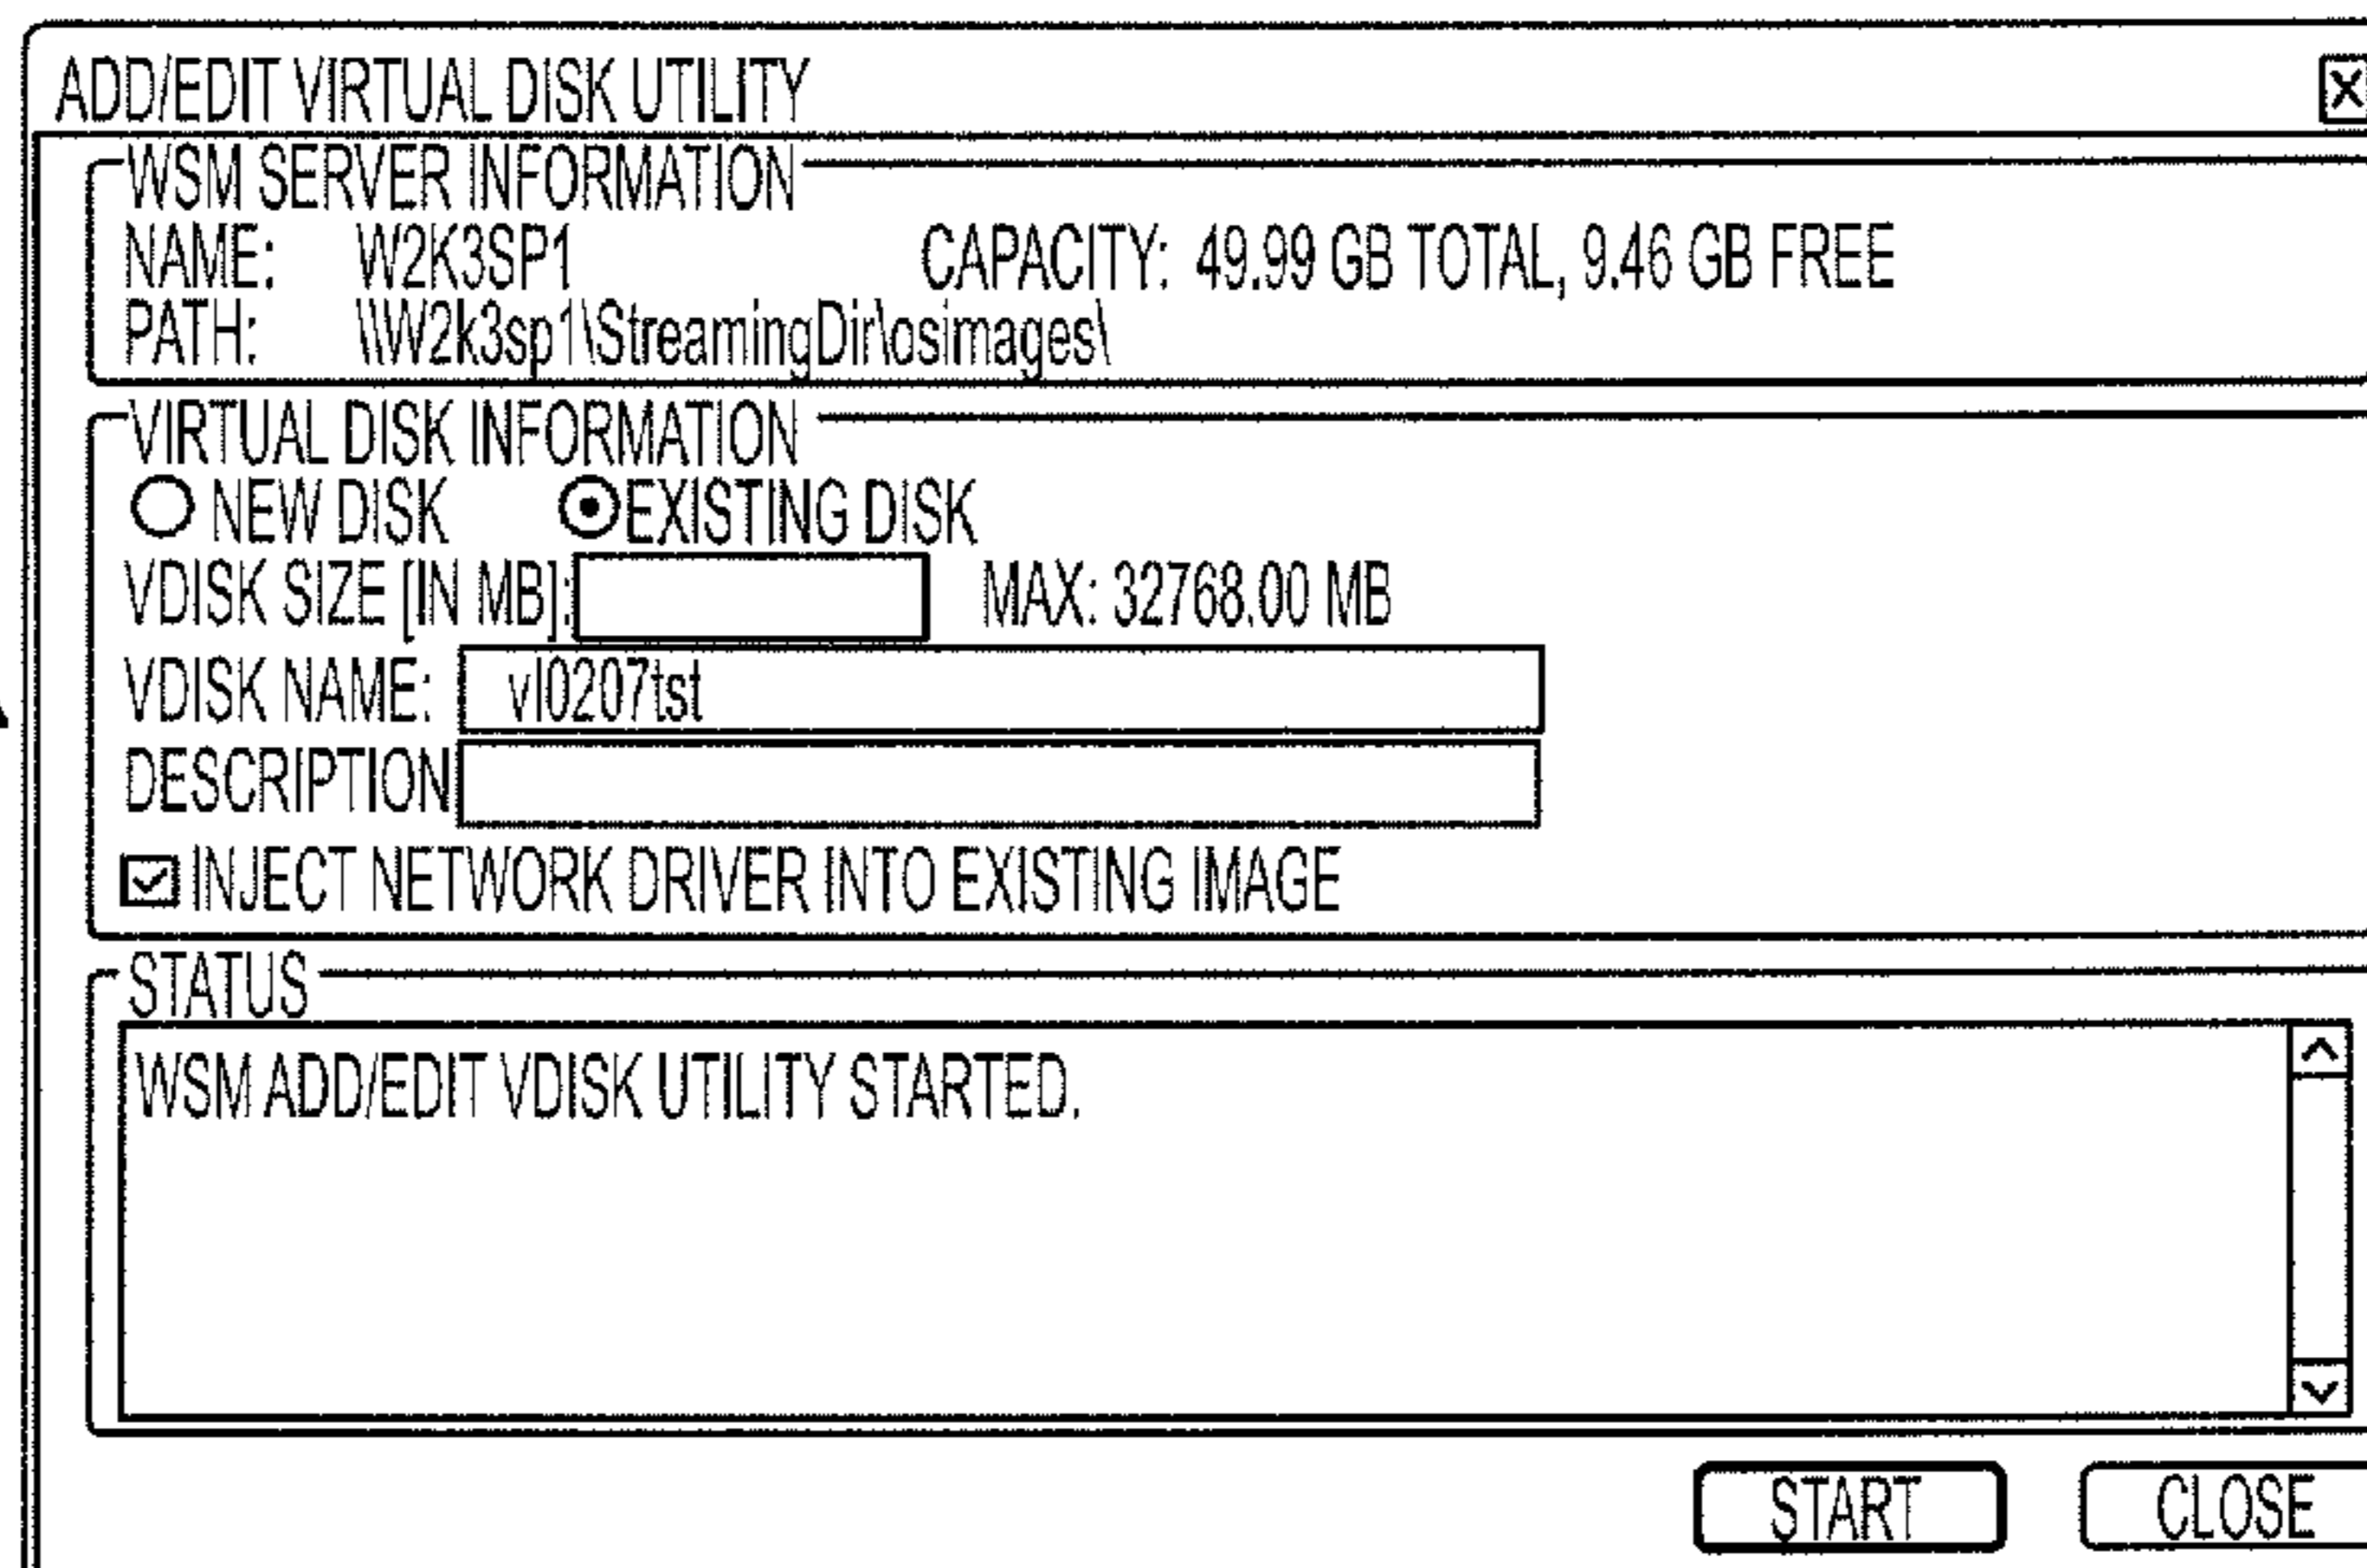 ADD/EDIT VIRTUAL DISK UTILITY
WSM SERVER INFORMATION
NAME: W2K3SP1 CAPACITY: 49.99 GB TOTAL, 9.46 GB FREE
PATH: \\W2k3sp1\StreamingDir\osimages\
VIRTUAL DISK INFORMATION
NEW DISK EXISTING DISK
VDISK SIZE [IN MB]: MAX: 32768.00 MB
VDISK NAME: vl0207tst
DESCRIPTION
INJECT NETWORK DRIVER INTO EXISTING IMAGE
STATUS
WSM ADD/EDIT VDISK UTILITY STARTED.
START CLOSE